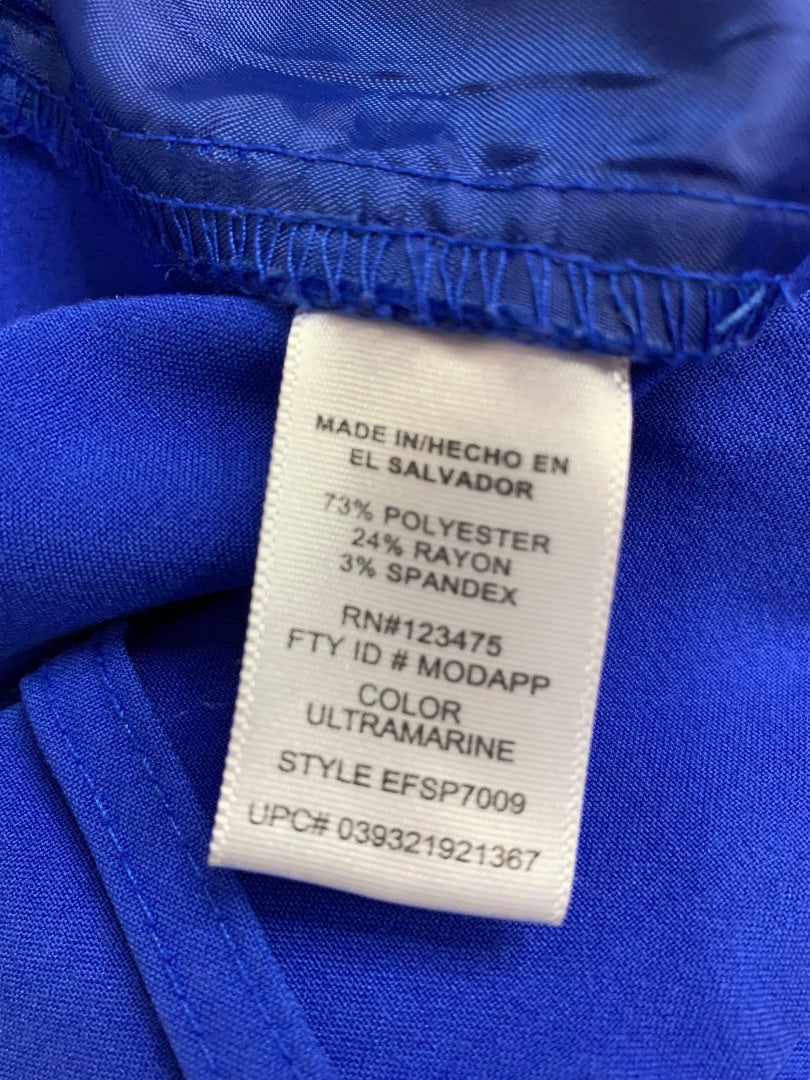 MADE IN/HECHO EN
EL SALVADOR
73% POLYESTER
24% RAYON
3% SPANDEX
RN#123475
FTY ID # MODAPP
COLOR
ULTRAMARINE
STYLE EFSP7009
UPC# 039321921367